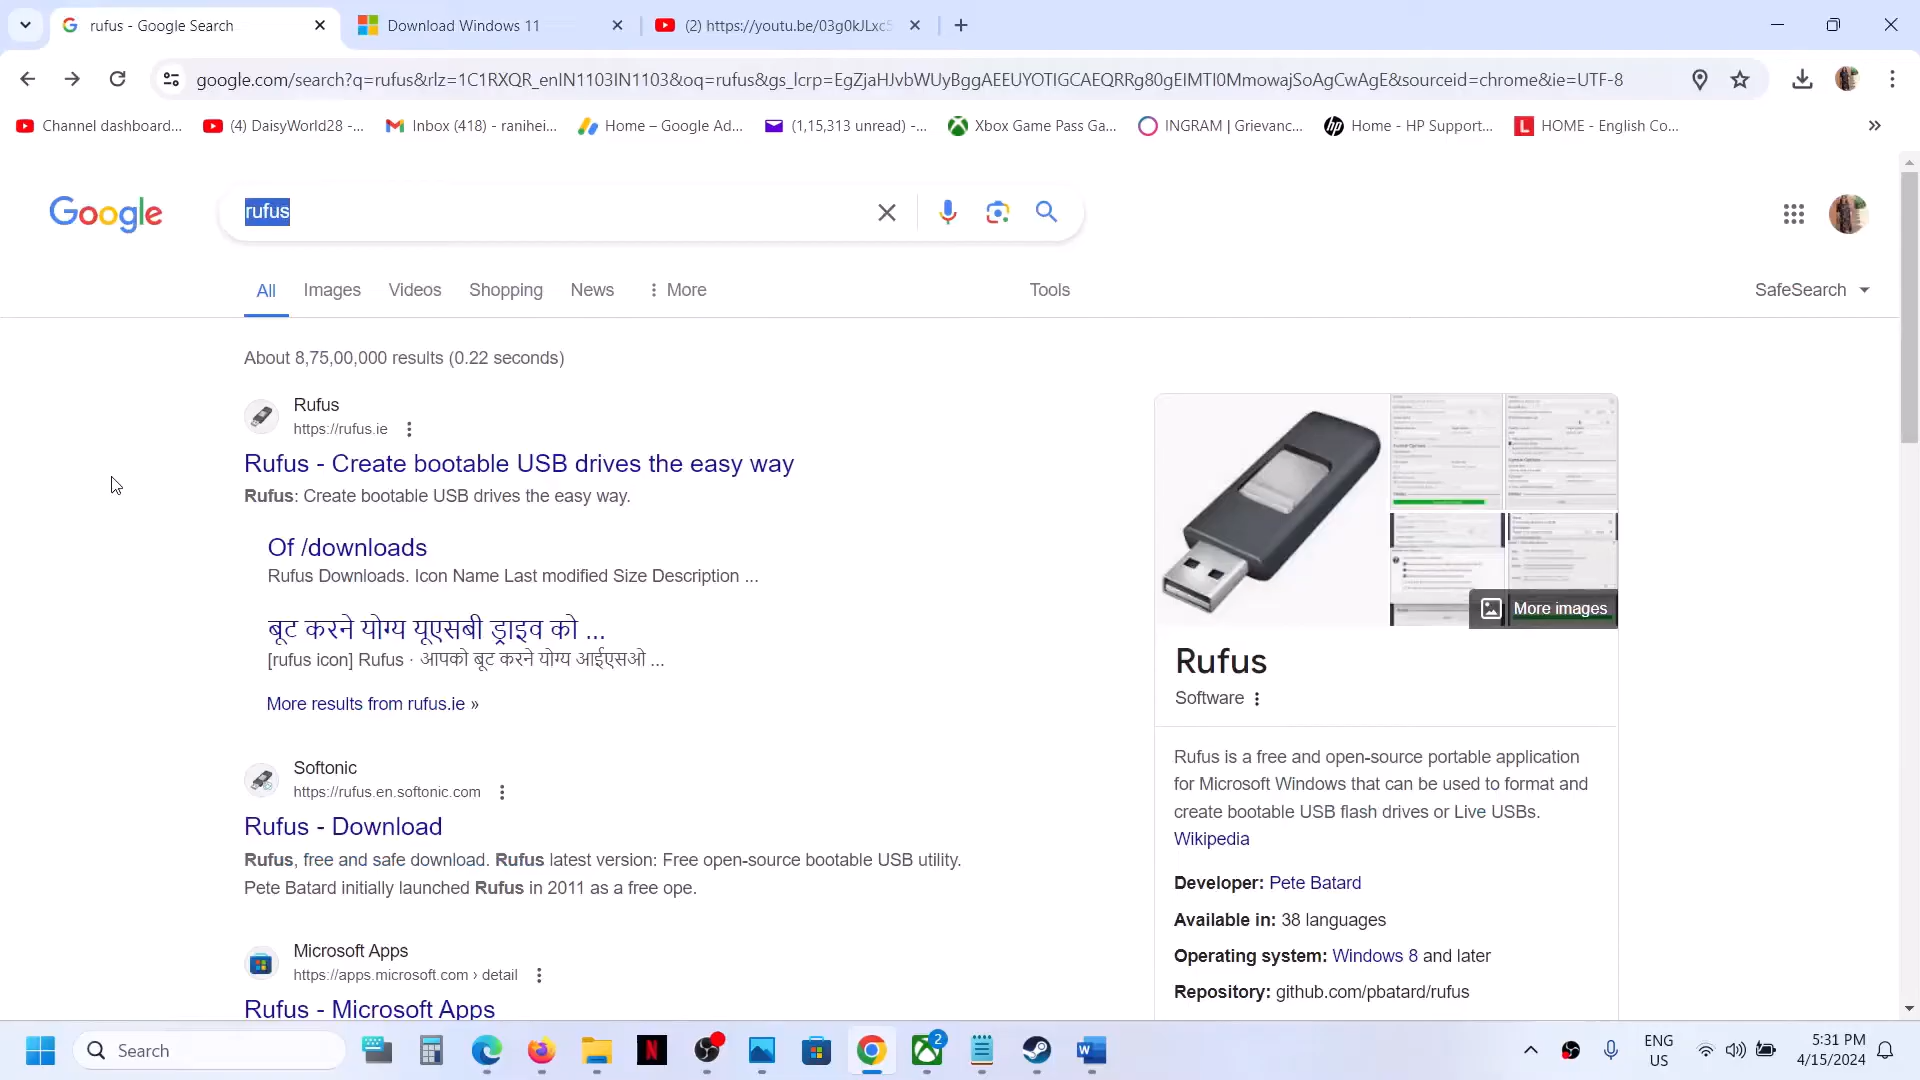 rufus - Google Search
Download Windows 11
(2) https://youtu.be/03g0kJLxc
google.com/search?q=rufus&rlz=1C1RXQR_enIN1103IN1103&oq=rufus&gs_lcrp=EgZjaHJvbWUyBggAEEUYOTIGCAEQRRg80gEIMTI0MmowajSoAgCwAgE&sourceid=chrome&ie=UTF-8
Channel dashboard...
(4) DaisyWorld28 -...
Inbox (418) - ranihei...
Home – Google Ad...
(1,15,313 unread) -...
Xbox Game Pass Ga...
INGRAM | Grievanc...
Home - HP Support...
HOME - English Co...
Google
rufus
All
Images
Videos
Shopping
News
More
Tools
SafeSearch
About 8,75,00,000 results (0.22 seconds)
Rufus
https://rufus.ie
Rufus - Create bootable USB drives the easy way
Rufus: Create bootable USB drives the easy way.
Of /downloads
Rufus Downloads. Icon Name Last modified Size Description ...
बूट करने योग्य यूएसबी ड्राइव को ...
[rufus icon] Rufus · आपको बूट करने योग्य आईएसओ ...
More results from rufus.ie »
Softonic
https://rufus.en.softonic.com
Rufus - Download
Rufus, free and safe download. Rufus latest version: Free open-source bootable USB utility.
Pete Batard initially launched Rufus in 2011 as a free ope.
Microsoft Apps
https://apps.microsoft.com › detail
Rufus - Microsoft Apps
More images
Rufus
Software
Rufus is a free and open-source portable application
for Microsoft Windows that can be used to format and
create bootable USB flash drives or Live USBs.
Wikipedia
Developer: Pete Batard
Available in: 38 languages
Operating system: Windows 8 and later
Repository: github.com/pbatard/rufus
Search
2
ENG
US
5:31 PM
4/15/2024